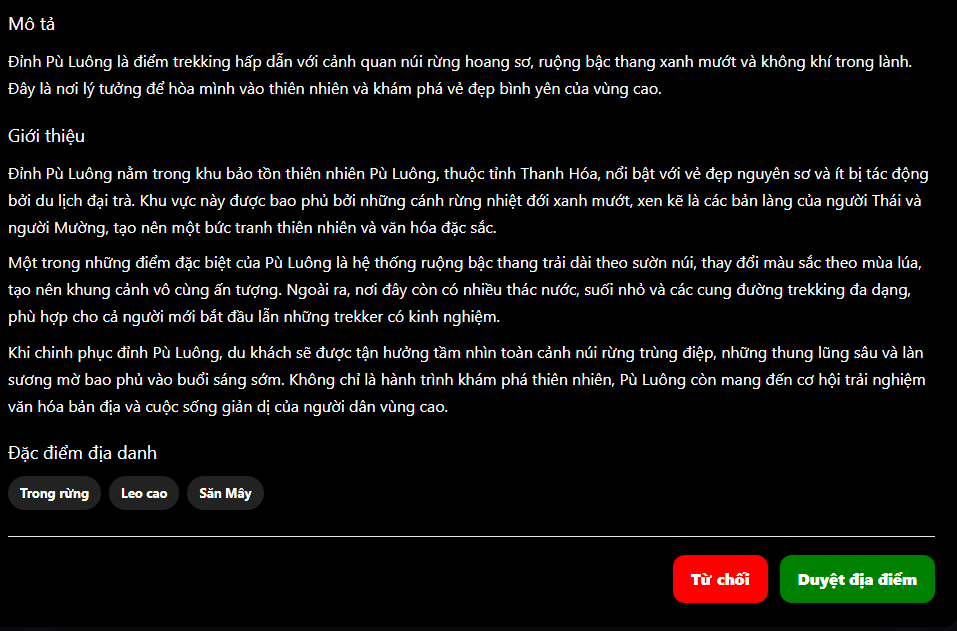 Mô tả
Đỉnh Pù Luông là điểm trekking hấp dẫn với cảnh quan núi rừng hoang sơ, ruộng bậc thang xanh mướt và không khí trong lành.
Đây là nơi lý tưởng để hòa mình vào thiên nhiên và khám phá vẻ đẹp bình yên của vùng cao.
Giới thiệu
Đỉnh Pù Luông nằm trong khu bảo tồn thiên nhiên Pù Luông, thuộc tỉnh Thanh Hóa, nổi bật với vẻ đẹp nguyên sơ và ít bị tác động
bởi du lịch đại trà. Khu vực này được bao phủ bởi những cánh rừng nhiệt đới xanh mướt, xen kẽ là các bản làng của người Thái và
người Mường, tạo nên một bức tranh thiên nhiên và văn hóa đặc sắc.
Một trong những điểm đặc biệt của Pù Luông là hệ thống ruộng bậc thang trải dài theo sườn núi, thay đổi màu sắc theo mùa lúa,
tạo nên khung cảnh vô cùng ấn tượng. Ngoài ra, nơi đây còn có nhiều thác nước, suối nhỏ và các cung đường trekking đa dạng,
phù hợp cho cả người mới bắt đầu lẫn những trekker có kinh nghiệm.
Khi chinh phục đỉnh Pù Luông, du khách sẽ được tận hưởng tầm nhìn toàn cảnh núi rừng trùng điệp, những thung lũng sâu và làn
sương mờ bao phủ vào buổi sáng sớm. Không chỉ là hành trình khám phá thiên nhiên, Pù Luông còn mang đến cơ hội trải nghiệm
văn hóa bản địa và cuộc sống giản dị của người dân vùng cao.
Đặc điểm địa danh
Trong rừng Leo cao Săn Mây
Từ chối Duyệt địa điểm